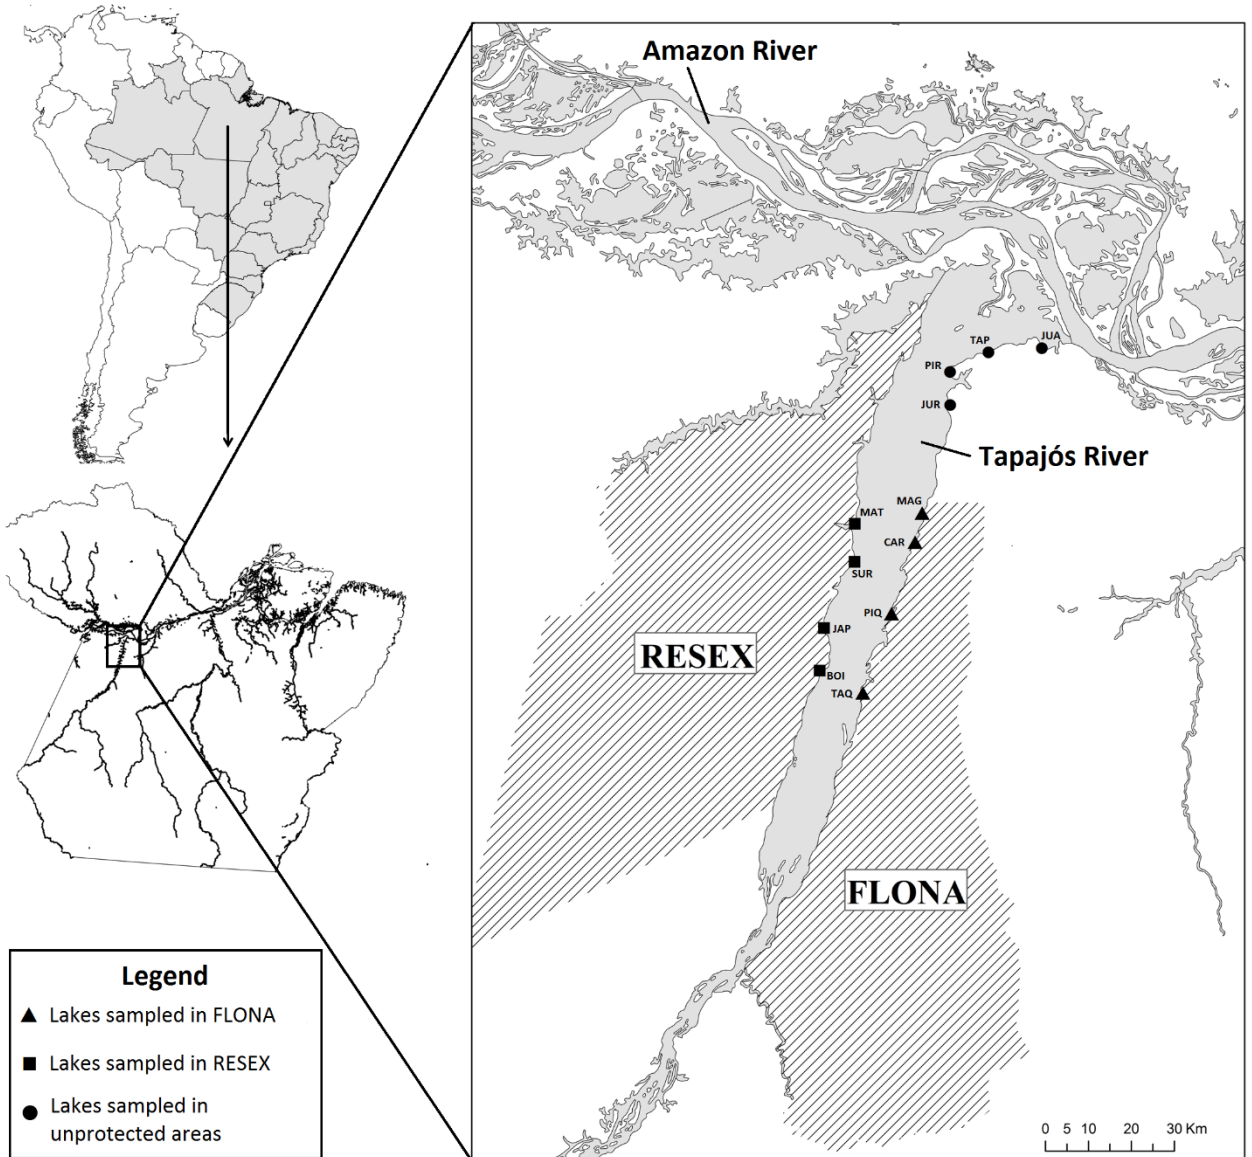 Amazon River
TAP
JUA
PIR
JUR
Tapajós River
MAG
MAT
CAR
SUR
PIQ
JAP
RESEX
BOI
TAQ
FLONA
Legend
Lakes sampled in FLONA
Lakes sampled in RESEX
Lakes sampled in
unprotected areas
0 5 10 20 30 Km